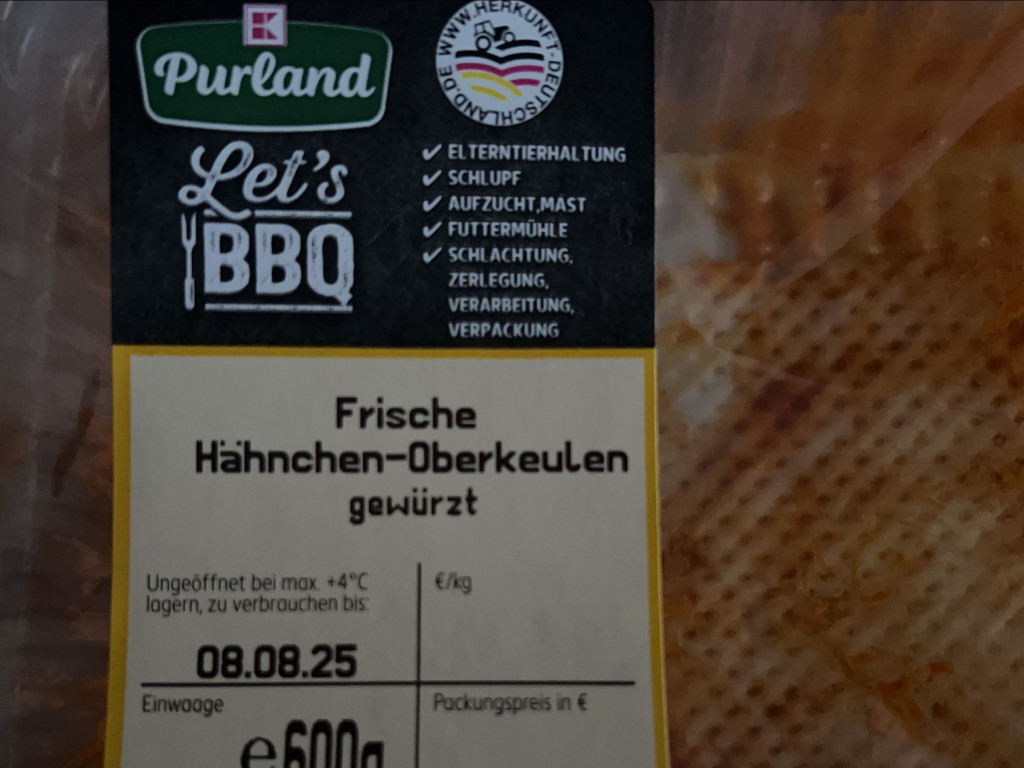 K
Purland
WWW.HERKUNFT-DEUTSCHLAND.DE
Let's
BBQ
✓ ELTERNTIERHALTUNG
✓ SCHLUPF
✓ AUFZUCHT,MAST
✓ FUTTERMÜHLE
✓ SCHLACHTUNG,
ZERLEGUNG,
VERARBEITUNG,
VERPACKUNG
Frische
Hähnchen-Oberkeulen
gewürzt
Ungeöffnet bei max. +4°C
lagern, zu verbrauchen bis:
08.08.25
€/kg
Einwaage
e600g
Packungspreis in €